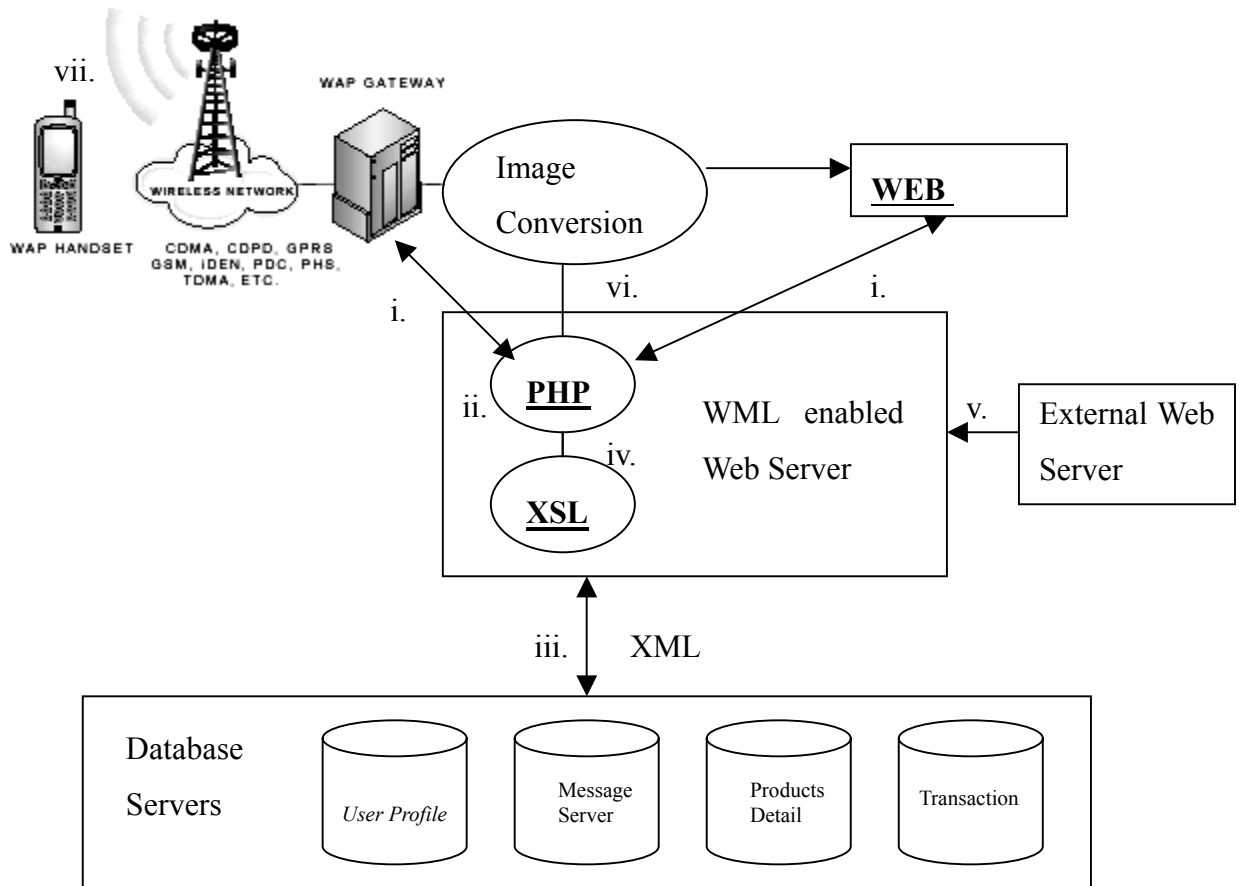 vii.
WAP HANDSET
WIRELESS NETWORK
CDMA, CDPD, GPRS
GSM, iDEN, PDC, PHS,
TDMA, ETC.
WAP GATEWAY
Image
Conversion
WEB
i.
vi.
i.
PHP
ii.
iv.
XSL
WML enabled
Web Server
v.
External Web
Server
iii.
XML
Database
Servers
User Profile
Message
Server
Products
Detail
Transaction